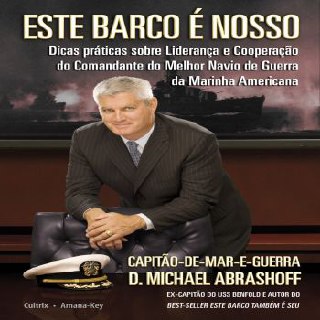 ESTE BARCO É NOSSO
Dicas práticas sobre Liderança e Cooperação
do Comandante do Melhor Navio de Guerra
da Marinha Americana
CAPITÃO-DE-MAR-E-GUERRA
D. MICHAEL ABRASHOFF
EX-CAPITÃO DO USS BENFOLD E AUTOR DO
BEST-SELLER ESTE BARCO TAMBÉM É SEU
Cultrix • Amana-Key